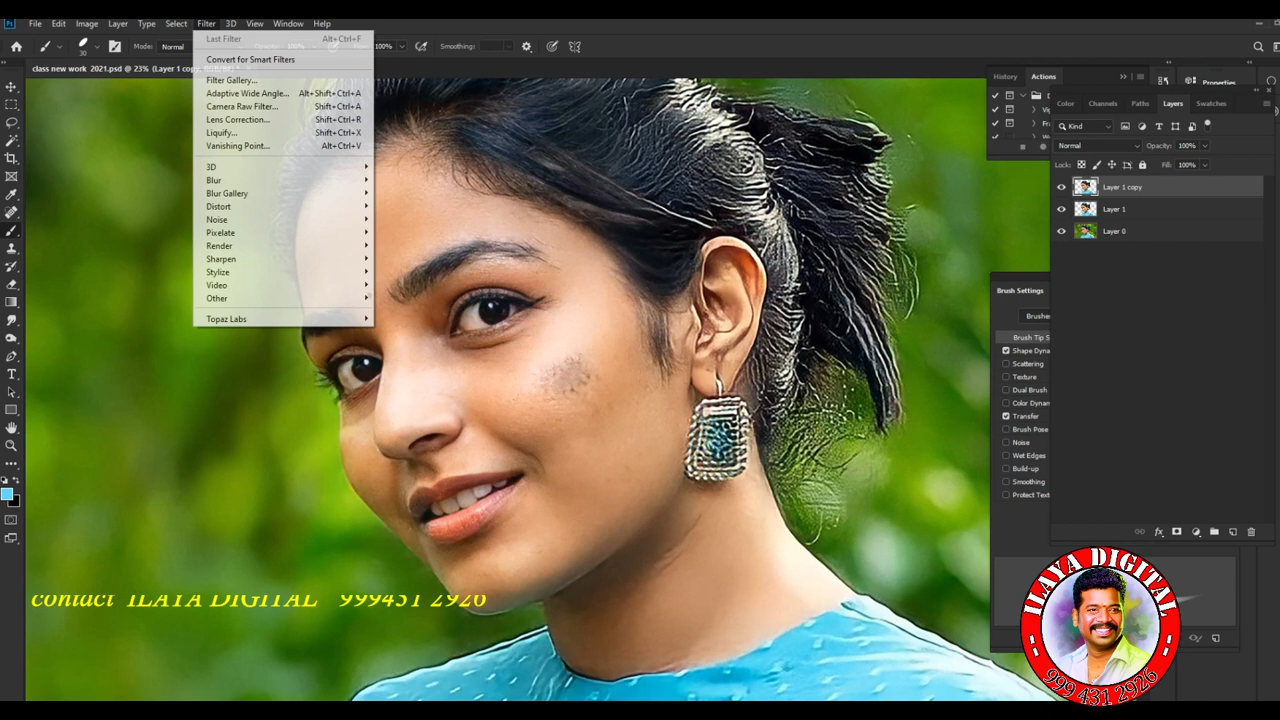 File Edit Image Layer Type Select Filter 3D View Window Help
Last Filter Alt+Ctrl+F
Convert for Smart Filters
Filter Gallery...
Adaptive Wide Angle... Alt+Shift+Ctrl+A
Camera Raw Filter... Shift+Ctrl+A
Lens Correction... Shift+Ctrl+R
Liquify... Shift+Ctrl+X
Vanishing Point... Alt+Ctrl+V
3D
Blur
Blur Gallery
Distort
Noise
Pixelate
Render
Sharpen
Stylize
Video
Other
Topaz Labs
30 Mode: Normal 100% Smoothing:
class new work 2021.psd @ 23% (Layer 1 copy,
History Actions
Properties
Color Channels Paths Layers Swatches
Kind
Normal Opacity: 100%
Lock: Fill: 100%
Layer 1 copy
Layer 1
Layer 0
Brush Settings
Brushe
Brush Tip S
Shape Dyna
Scattering
Texture
Dual Brush
Color Dynam
Transfer
Brush Pose
Noise
Wet Edges
Build-up
Smoothing
Protect Text
contact ILAYA DIGITAL 999431 2926
ILAYA DIGITAL
999 431 2926